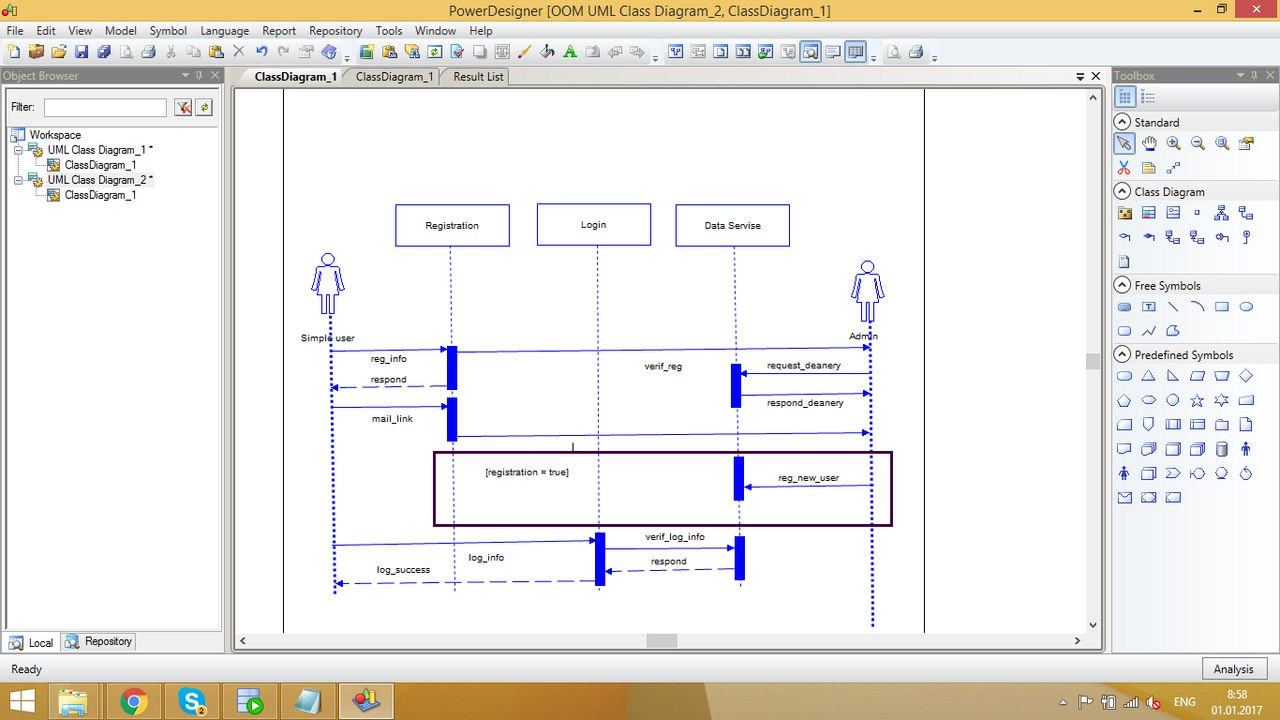 PowerDesigner [OOM UML Class Diagram_2, ClassDiagram_1]
File Edit View Model Symbol Language Report Repository Tools Window Help
Object Browser
ClassDiagram_1 ClassDiagram_1 Result List
Toolbox
Filter:
Workspace
UML Class Diagram_1 *
ClassDiagram_1
UML Class Diagram_2 *
ClassDiagram_1
Local Repository
Registration Login Data Servise
Simple user Admin
reg_info
verif_reg request_deanery
respond
respond_deanery
mail_link
[registration = true]
reg_new_user
verif_log_info
log_info respond
log_success
Standard
Class Diagram
Free Symbols
Predefined Symbols
Ready Analysis
2
ENG 8:58
01.01.2017